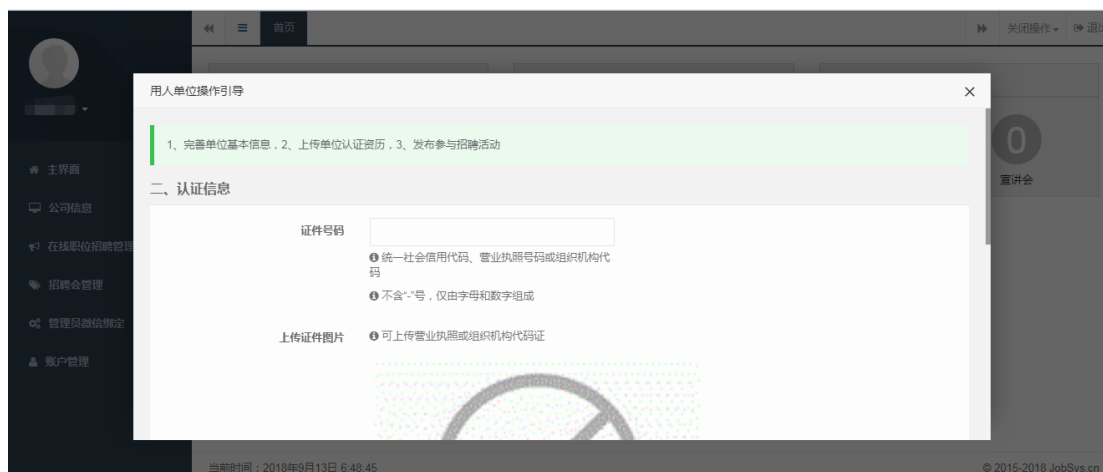 首页
关闭操作
退出
用人单位操作引导
1、完善单位基本信息，2、上传单位认证资历，3、发布参与招聘活动
二、认证信息
证件号码
统一社会信用代码、营业执照号码或组织机构代
码
不含“-”号，仅由字母和数字组成
上传证件图片
可上传营业执照或组织机构代码证
主界面
公司信息
在线职位招聘管理
招聘会管理
管理员微信绑定
账户管理
0
宣讲会
当前时间：2018年9月13日 6:48:45
© 2015-2018 JobSys.cn